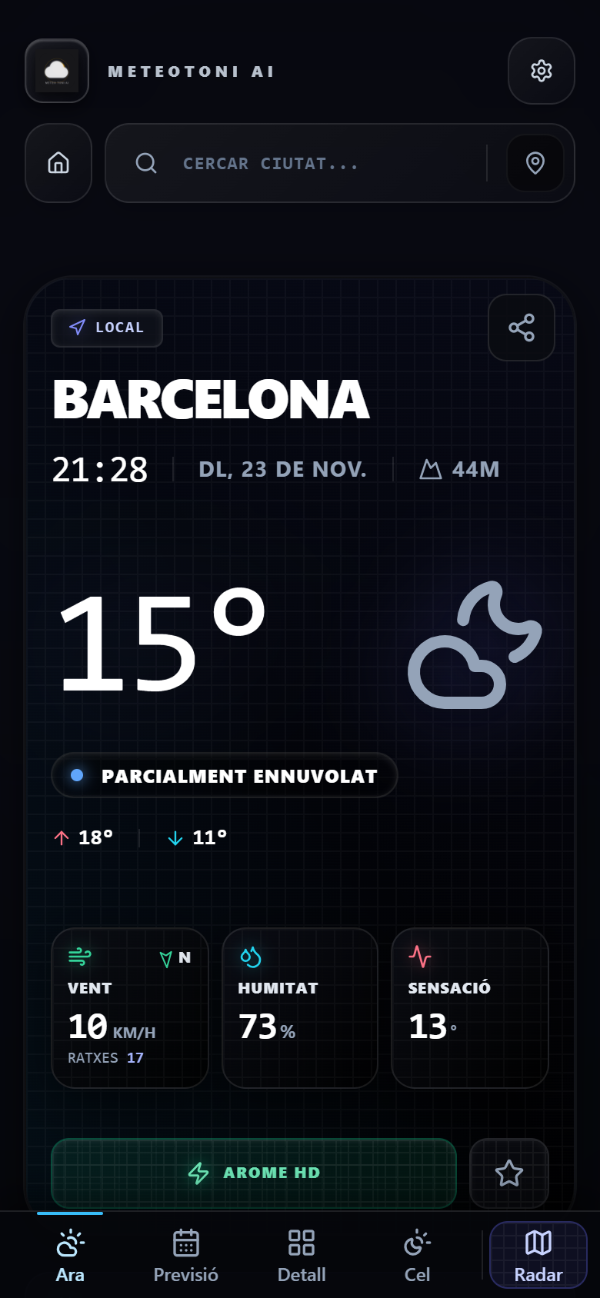 METEOTONI AI
CERCAR CIUTAT...
LOCAL
BARCELONA
21:28 DL, 23 DE NOV. 44M
15°
PARCIALMENT ENNUVOLAT
18° 11°
N
VENT
10 KM/H
RATXES 17
HUMITAT
73%
SENSACIÓ
13°
AROME HD
Ara Previsió Detall Cel Radar